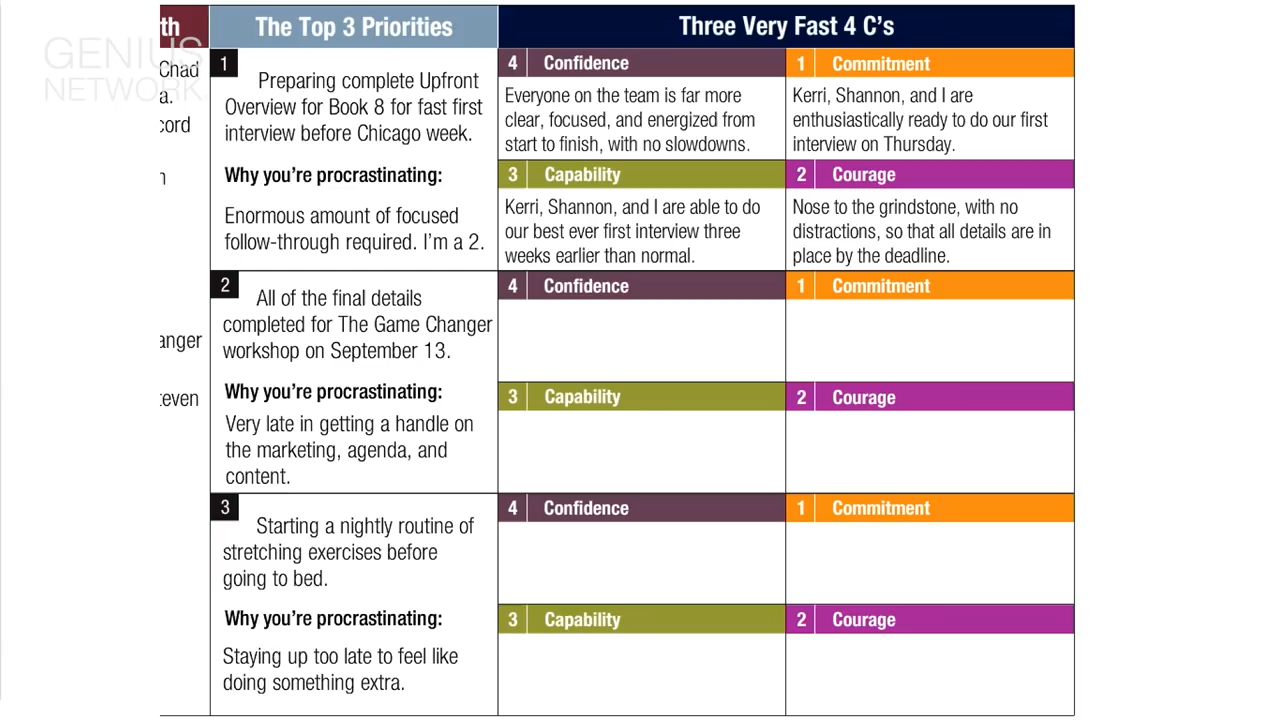 GENIUS
NETWORK
th
Chad
a.
cord
anger
teven
The Top 3 Priorities
Three Very Fast 4 C's
1
Preparing complete Upfront
Overview for Book 8 for fast first
interview before Chicago week.
Why you're procrastinating:
Enormous amount of focused
follow-through required. I'm a 2.
4 Confidence
Everyone on the team is far more
clear, focused, and energized from
start to finish, with no slowdowns.
1 Commitment
Kerri, Shannon, and I are
enthusiastically ready to do our first
interview on Thursday.
3 Capability
Kerri, Shannon, and I are able to do
our best ever first interview three
weeks earlier than normal.
2 Courage
Nose to the grindstone, with no
distractions, so that all details are in
place by the deadline.
2
All of the final details
completed for The Game Changer
workshop on September 13.
Why you're procrastinating:
Very late in getting a handle on
the marketing, agenda, and
content.
4 Confidence
1 Commitment
3 Capability
2 Courage
3
Starting a nightly routine of
stretching exercises before
going to bed.
Why you're procrastinating:
Staying up too late to feel like
doing something extra.
4 Confidence
1 Commitment
3 Capability
2 Courage